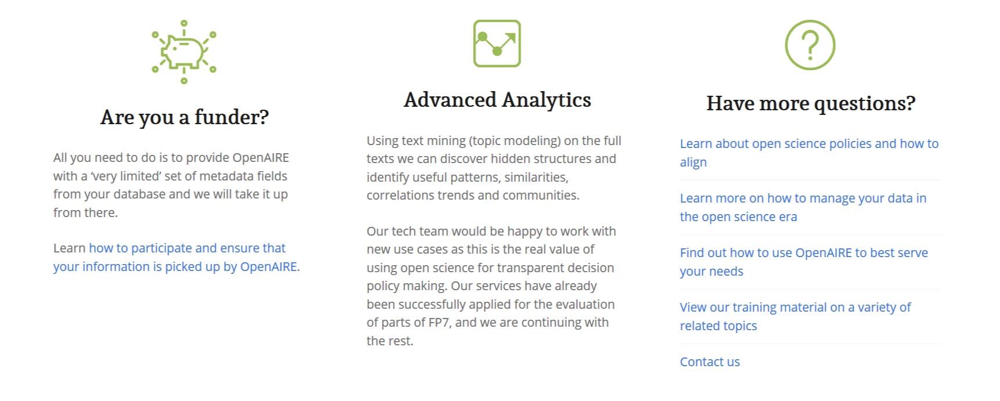 Are you a funder?
All you need to do is to provide OpenAIRE
with a ‘very limited’ set of metadata fields
from your database and we will take it up
from there.
Learn how to participate and ensure that
your information is picked up by OpenAIRE.
Advanced Analytics
Using text mining (topic modeling) on the full
texts we can discover hidden structures and
identify useful patterns, similarities,
correlations trends and communities.
Our tech team would be happy to work with
new use cases as this is the real value of
using open science for transparent decision
policy making. Our services have already
been successfully applied for the evaluation
of parts of FP7, and we are continuing with
the rest.
Have more questions?
Learn about open science policies and how to
align
Learn more on how to manage your data in
the open science era
Find out how to use OpenAIRE to best serve
your needs
View our training material on a variety of
related topics
Contact us